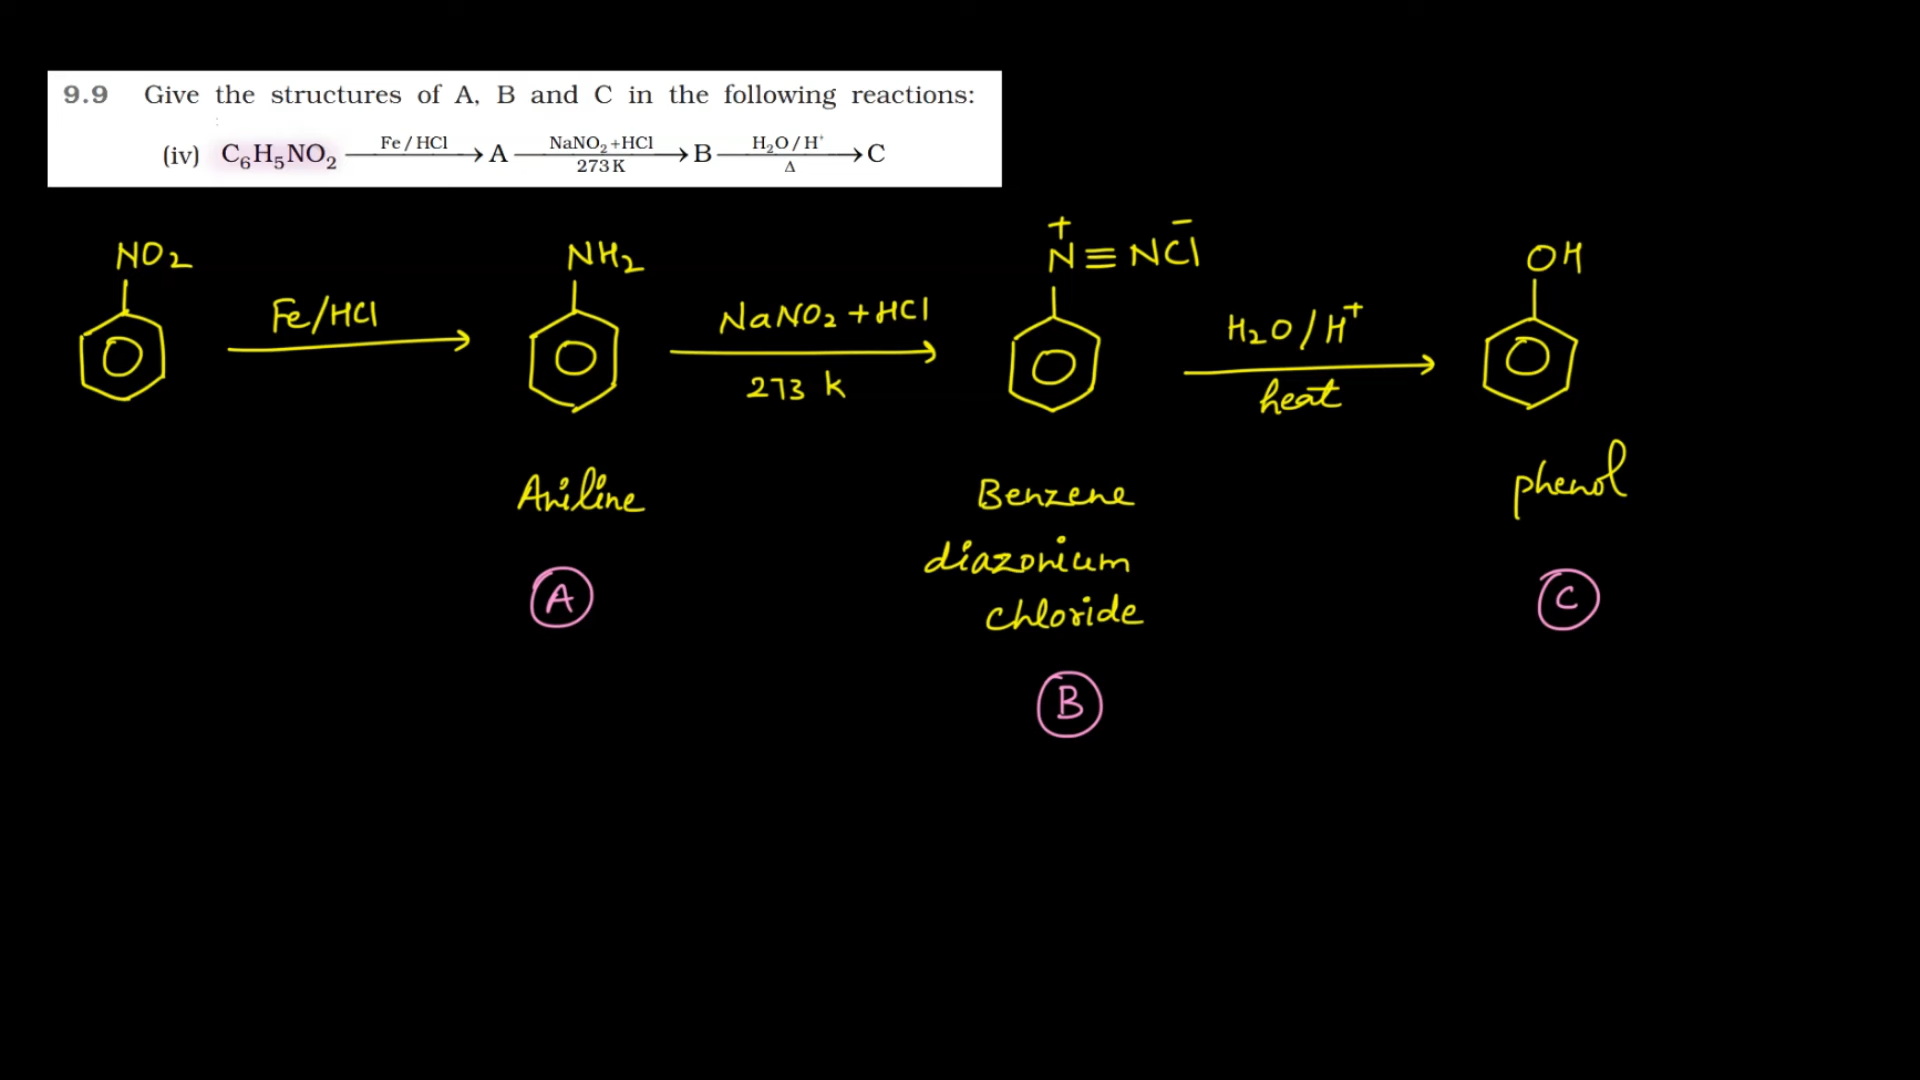 9.9 Give the structures of A, B and C in the following reactions:
(iv) C₆H₅NO₂ —Fe/HCl→ A —NaNO₂+HCl / 273 K→ B —H₂O/H⁺ / Δ→ C
NO₂ NH₂ N⁺≡NCl⁻ OH
Fe/HCl NaNO₂+HCl H₂O/H⁺
273 k heat
Aniline Benzene phenol
diazonium
chloride
A C
B